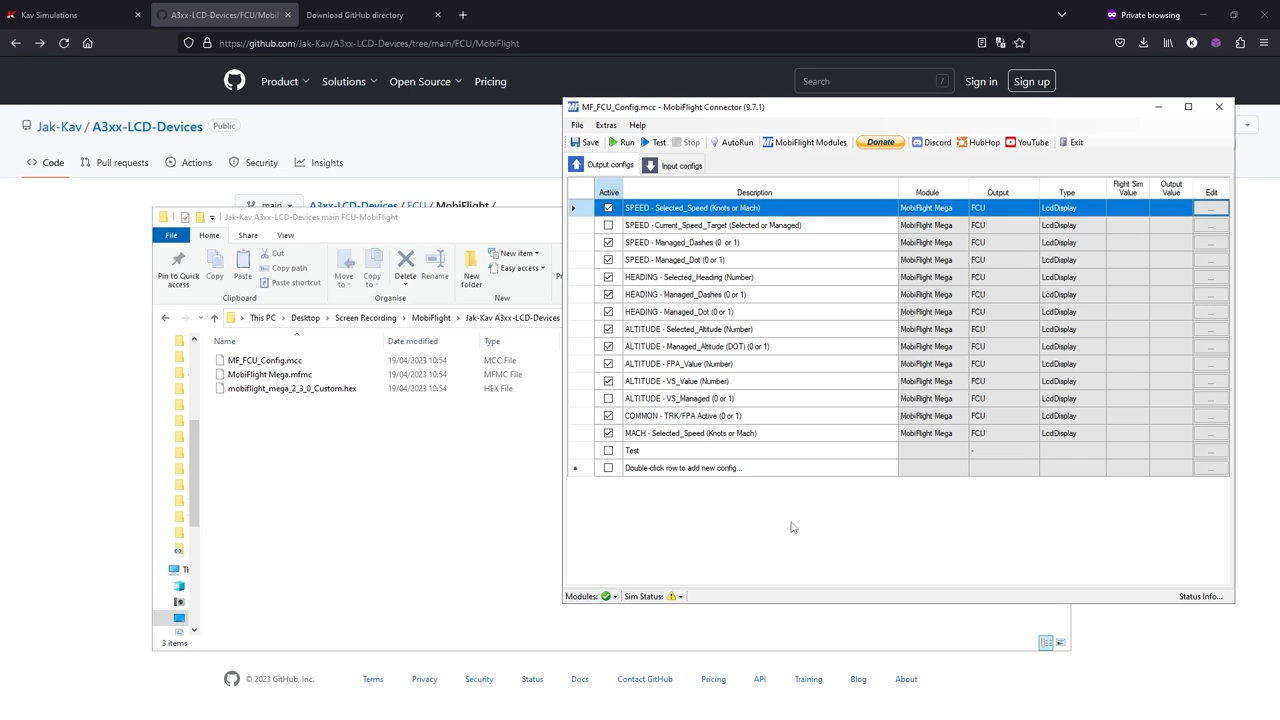 Kav Simulations
A3xx-LCD-Devices/FCU/MobiFl
Download GitHub directory
Private browsing
https://github.com/Jak-Kav/A3xx-LCD-Devices/tree/main/FCU/MobiFlight
Product
Solutions
Open Source
Pricing
Search
/
Sign in
Sign up
Jak-Kav / A3xx-LCD-Devices
Public
Code
Pull requests
Actions
Security
Insights
main
A3xx-LCD-Devices / FCU / MobiFlight /
Jak-Kav A3xx-LCD-Devices main FCU-MobiFlight
File
Home
Share
View
Pin to Quick access
Copy
Paste
Cut
Copy path
Paste shortcut
Clipboard
Move to
Copy to
Delete
Rename
Organise
New folder
New item
Easy access
New
This PC > Desktop > Screen Recording > MobiFlight > Jak-Kav A3xx-LCD-Devices
Name
Date modified
Type
MF_FCU_Config.mcc
19/04/2023 10:54
MCC File
MobiFlight Mega.mfmc
19/04/2023 10:54
MFMC File
mobiflight_mega_2_3_0_Custom.hex
19/04/2023 10:54
HEX File
3 items
MF_FCU_Config.mcc - MobiFlight Connector (9.7.1)
File
Extras
Help
Save
Run
Test
Stop
AutoRun
MobiFlight Modules
Donate
Discord
HubHop
YouTube
Exit
Output configs
Input configs
Active
Description
Module
Output
Type
Flight Sim Value
Output Value
Edit
SPEED - Selected_Speed (Knots or Mach)
MobiFlight Mega
FCU
LcdDisplay
...
SPEED - Current_Speed_Target (Selected or Managed)
MobiFlight Mega
FCU
LcdDisplay
...
SPEED - Managed_Dashes (0 or 1)
MobiFlight Mega
FCU
LcdDisplay
...
SPEED - Managed_Dot (0 or 1)
MobiFlight Mega
FCU
LcdDisplay
...
HEADING - Selected_Heading (Number)
MobiFlight Mega
FCU
LcdDisplay
...
HEADING - Managed_Dashes (0 or 1)
MobiFlight Mega
FCU
LcdDisplay
...
HEADING - Managed_Dot (0 or 1)
MobiFlight Mega
FCU
LcdDisplay
...
ALTITUDE - Selected_Altitude (Number)
MobiFlight Mega
FCU
LcdDisplay
...
ALTITUDE - Managed_Altitude (DOT) (0 or 1)
MobiFlight Mega
FCU
LcdDisplay
...
ALTITUDE - FPA_Value (Number)
MobiFlight Mega
FCU
LcdDisplay
...
ALTITUDE - VS_Value (Number)
MobiFlight Mega
FCU
LcdDisplay
...
ALTITUDE - VS_Managed (0 or 1)
MobiFlight Mega
FCU
LcdDisplay
...
COMMON - TRK/FPA Active (0 or 1)
MobiFlight Mega
FCU
LcdDisplay
...
MACH - Selected_Speed (Knots or Mach)
MobiFlight Mega
FCU
LcdDisplay
...
Test
-
...
Double-click row to add new config...
...
Modules:
Sim Status:
Status Info...
© 2023 GitHub, Inc.
Terms
Privacy
Security
Status
Docs
Contact GitHub
Pricing
API
Training
Blog
About